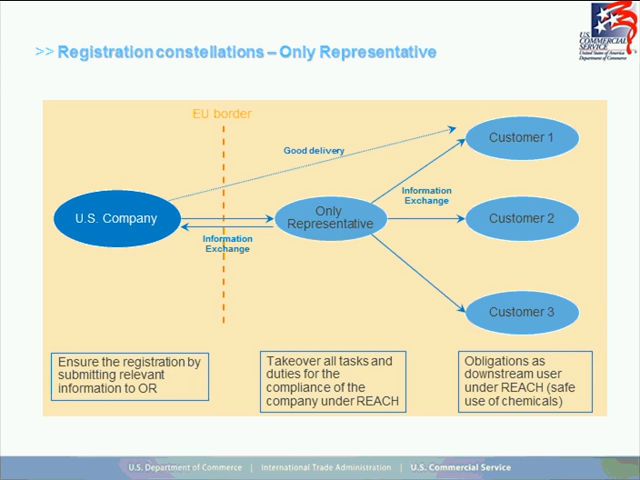 U.S.
COMMERCIAL
SERVICE
United States of America
Department of Commerce
>> Registration constellations – Only Representative
EU border
Customer 1
Good delivery
Information
Exchange
U.S. Company
Only
Representative
Customer 2
Information
Exchange
Customer 3
Ensure the registration by
submitting relevant
information to OR
Takeover all tasks and
duties for the
compliance of the
company under REACH
Obligations as
downstream user
under REACH (safe
use of chemicals)
U.S. Department of Commerce | International Trade Administration | U.S. Commercial Service